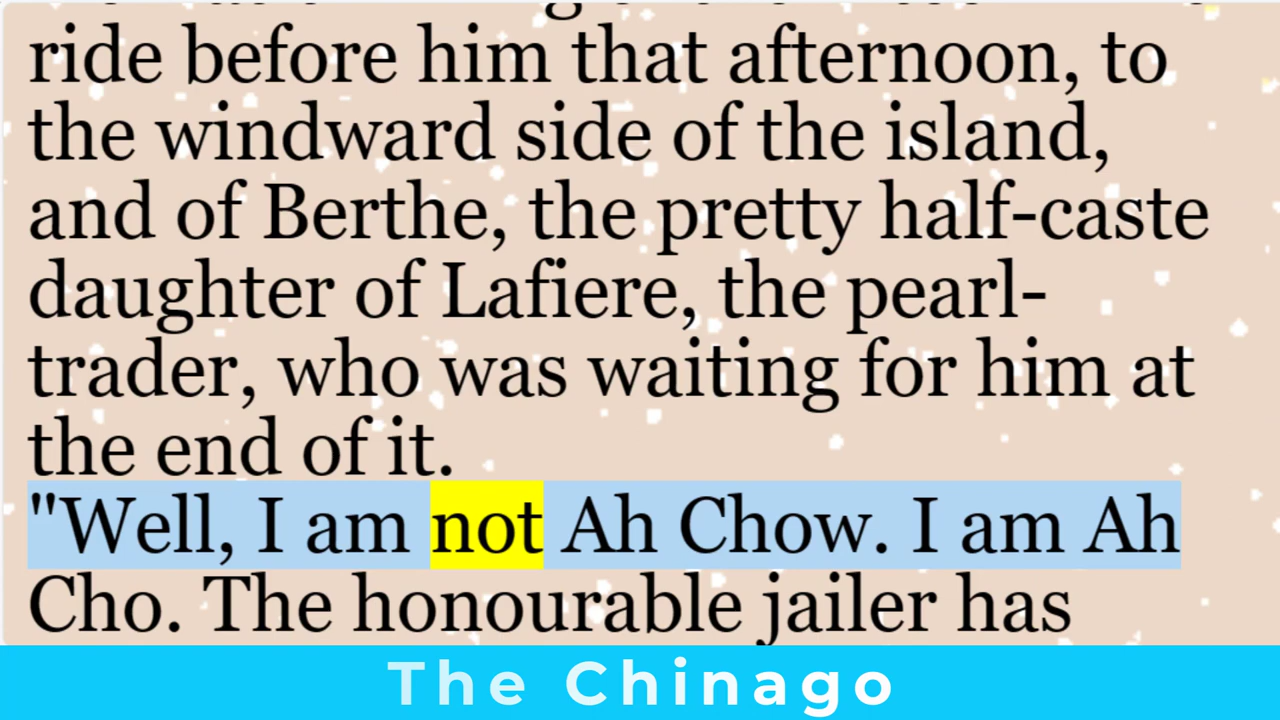 ride before him that afternoon, to
the windward side of the island,
and of Berthe, the pretty half-caste
daughter of Lafiere, the pearl-
trader, who was waiting for him at
the end of it.
"Well, I am not Ah Chow. I am Ah
Cho. The honourable jailer has
The Chinago